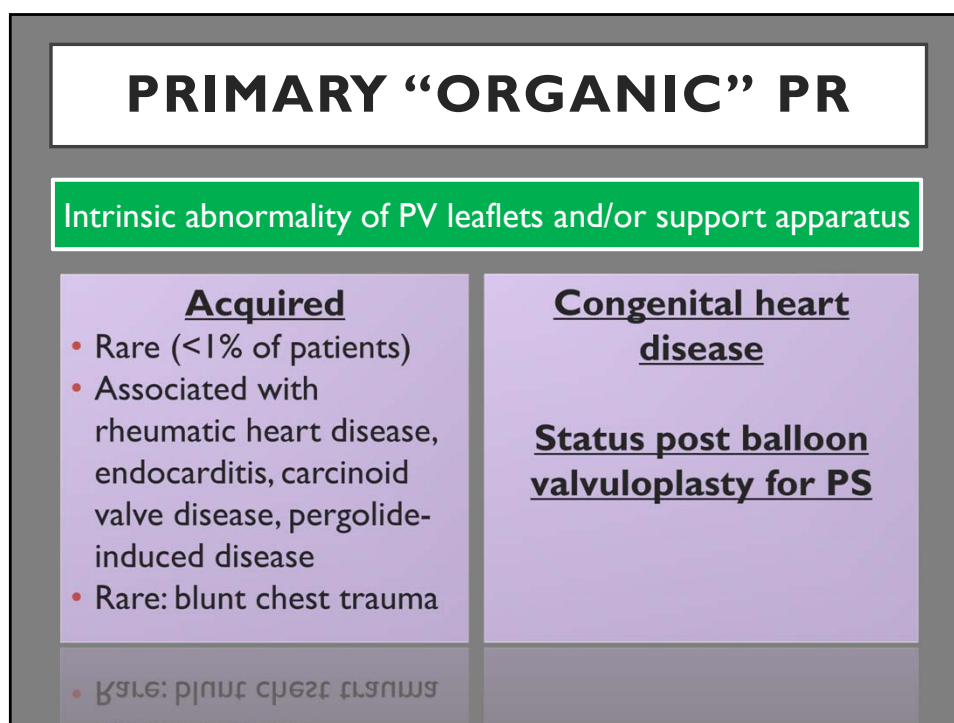 PRIMARY “ORGANIC” PR
Intrinsic abnormality of PV leaflets and/or support apparatus
Acquired
• Rare (<1% of patients)
• Associated with
rheumatic heart disease,
endocarditis, carcinoid
valve disease, pergolide-
induced disease
• Rare: blunt chest trauma
Congenital heart
disease
Status post balloon
valvuloplasty for PS